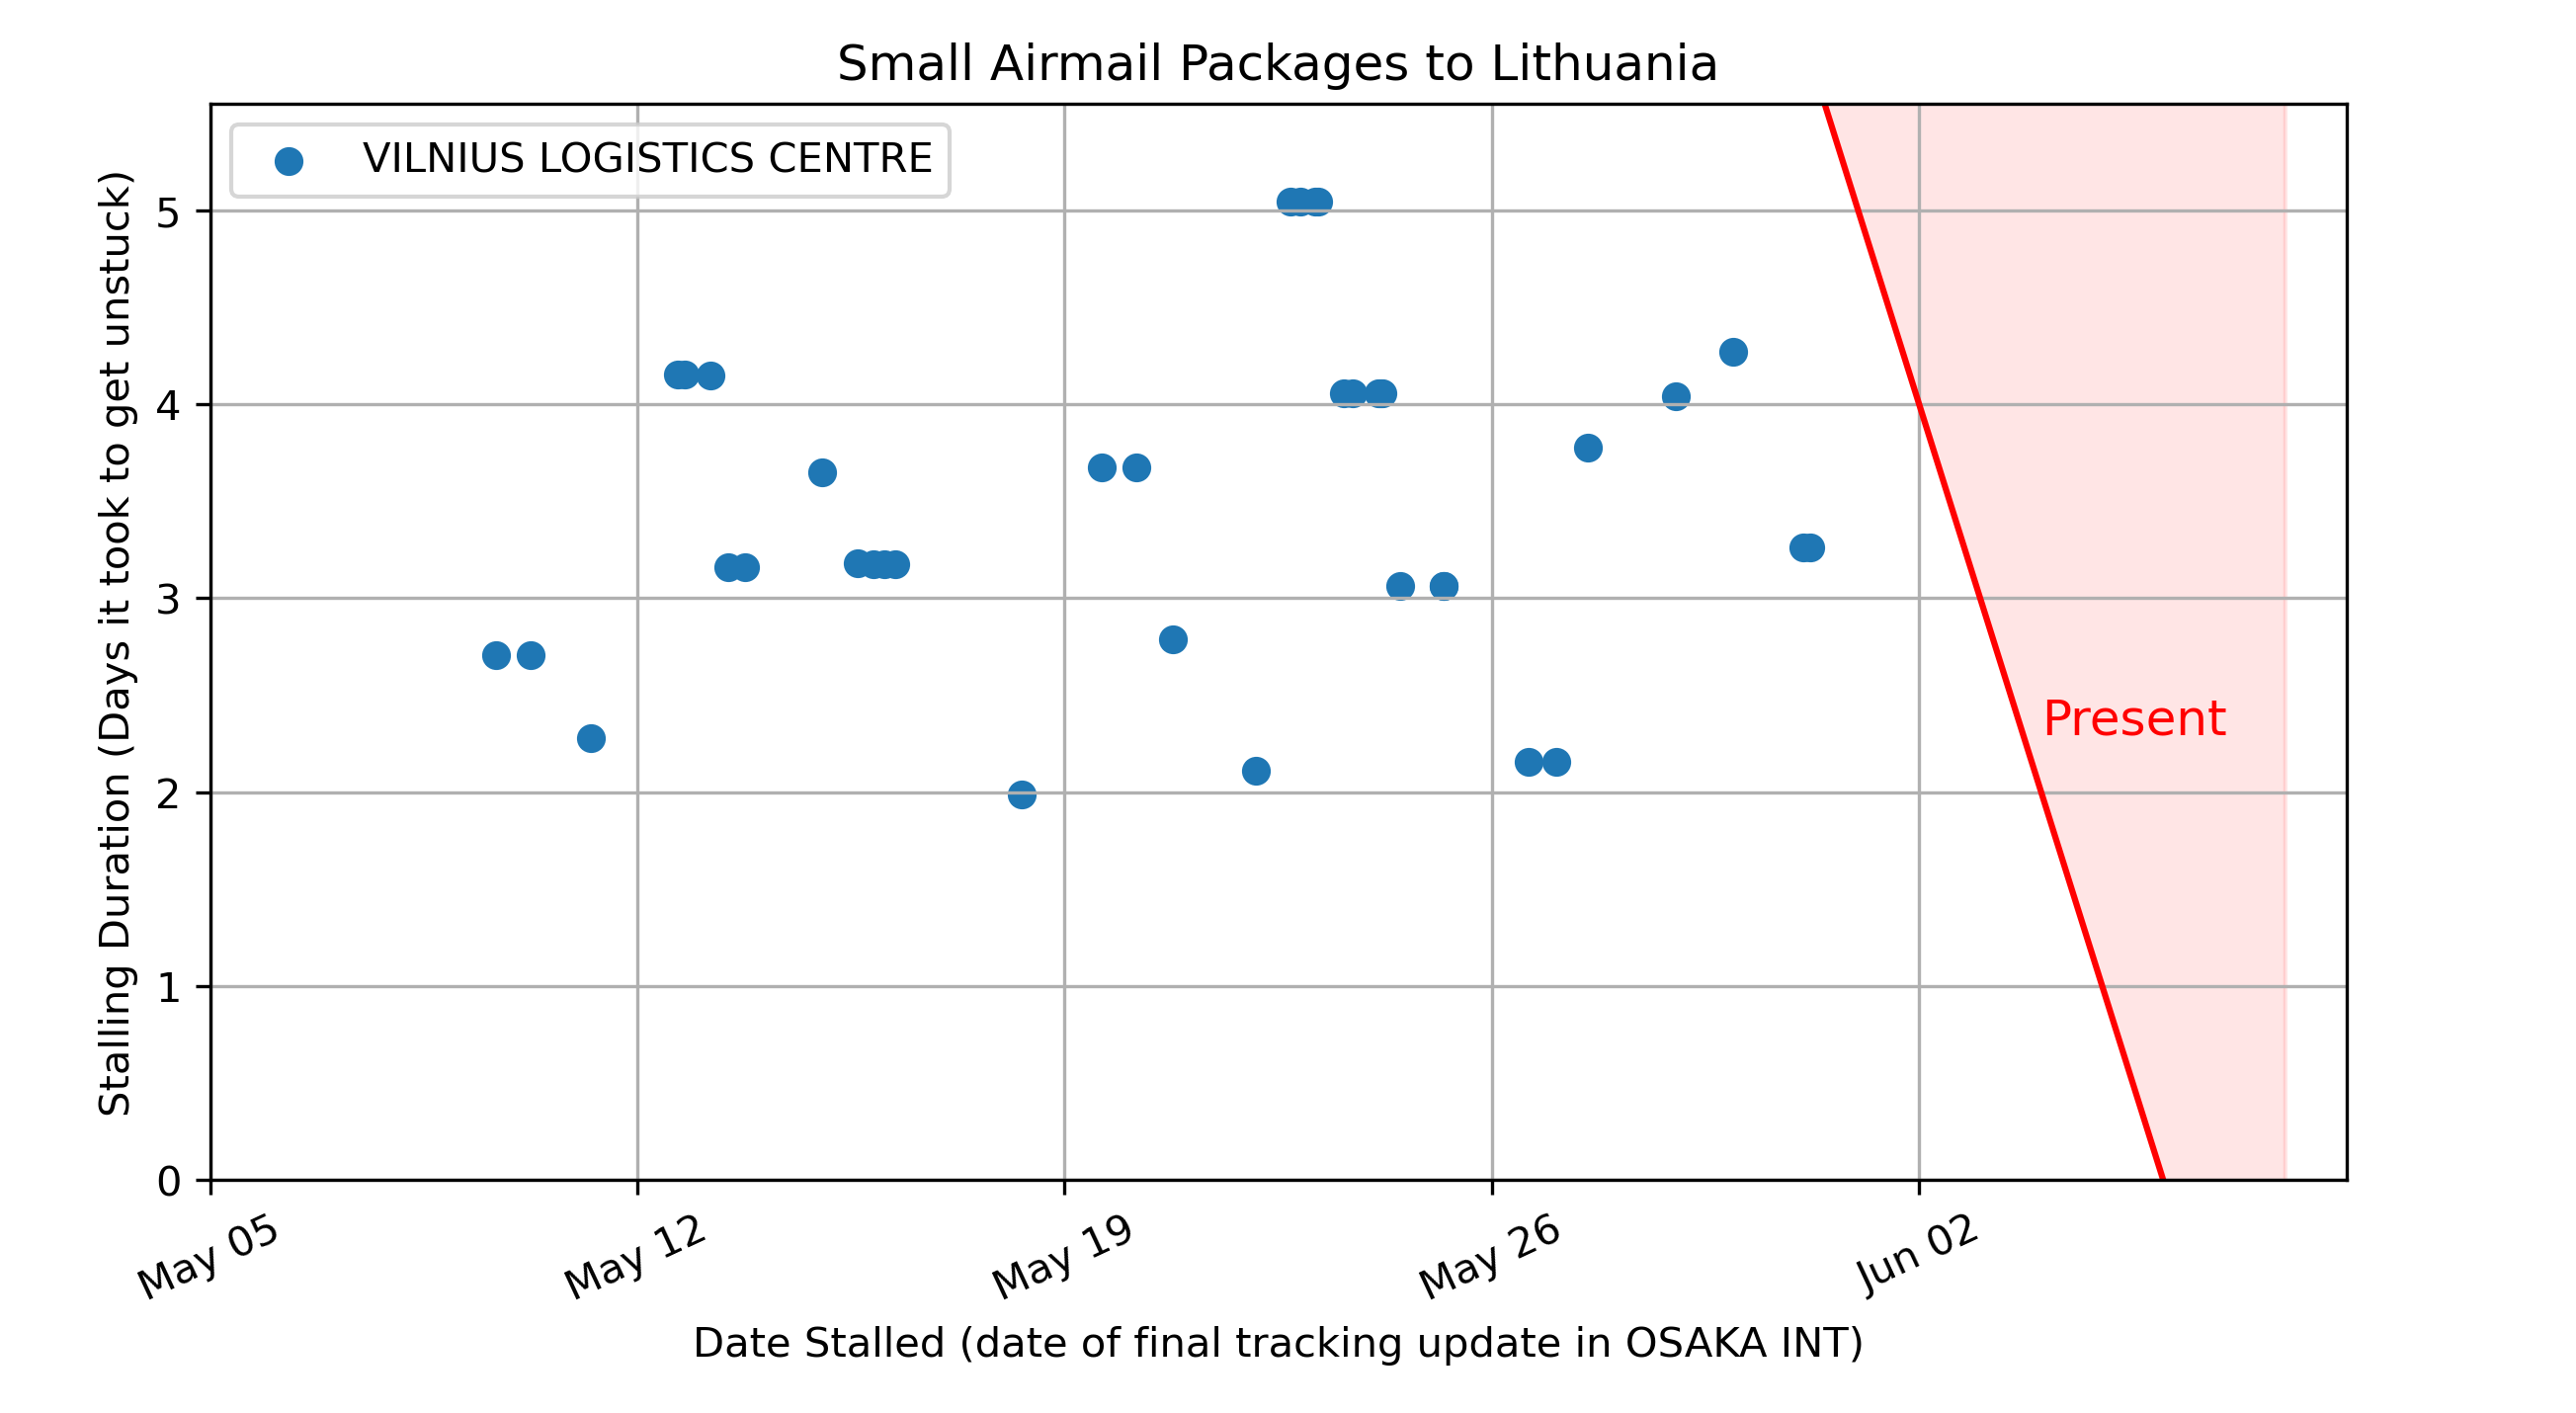 Small Airmail Packages to Lithuania
VILNIUS LOGISTICS CENTRE
Stalling Duration (Days it took to get unstuck)
5
4
3
2
1
0
Present
May 05
May 12
May 19
May 26
Jun 02
Date Stalled (date of final tracking update in OSAKA INT)